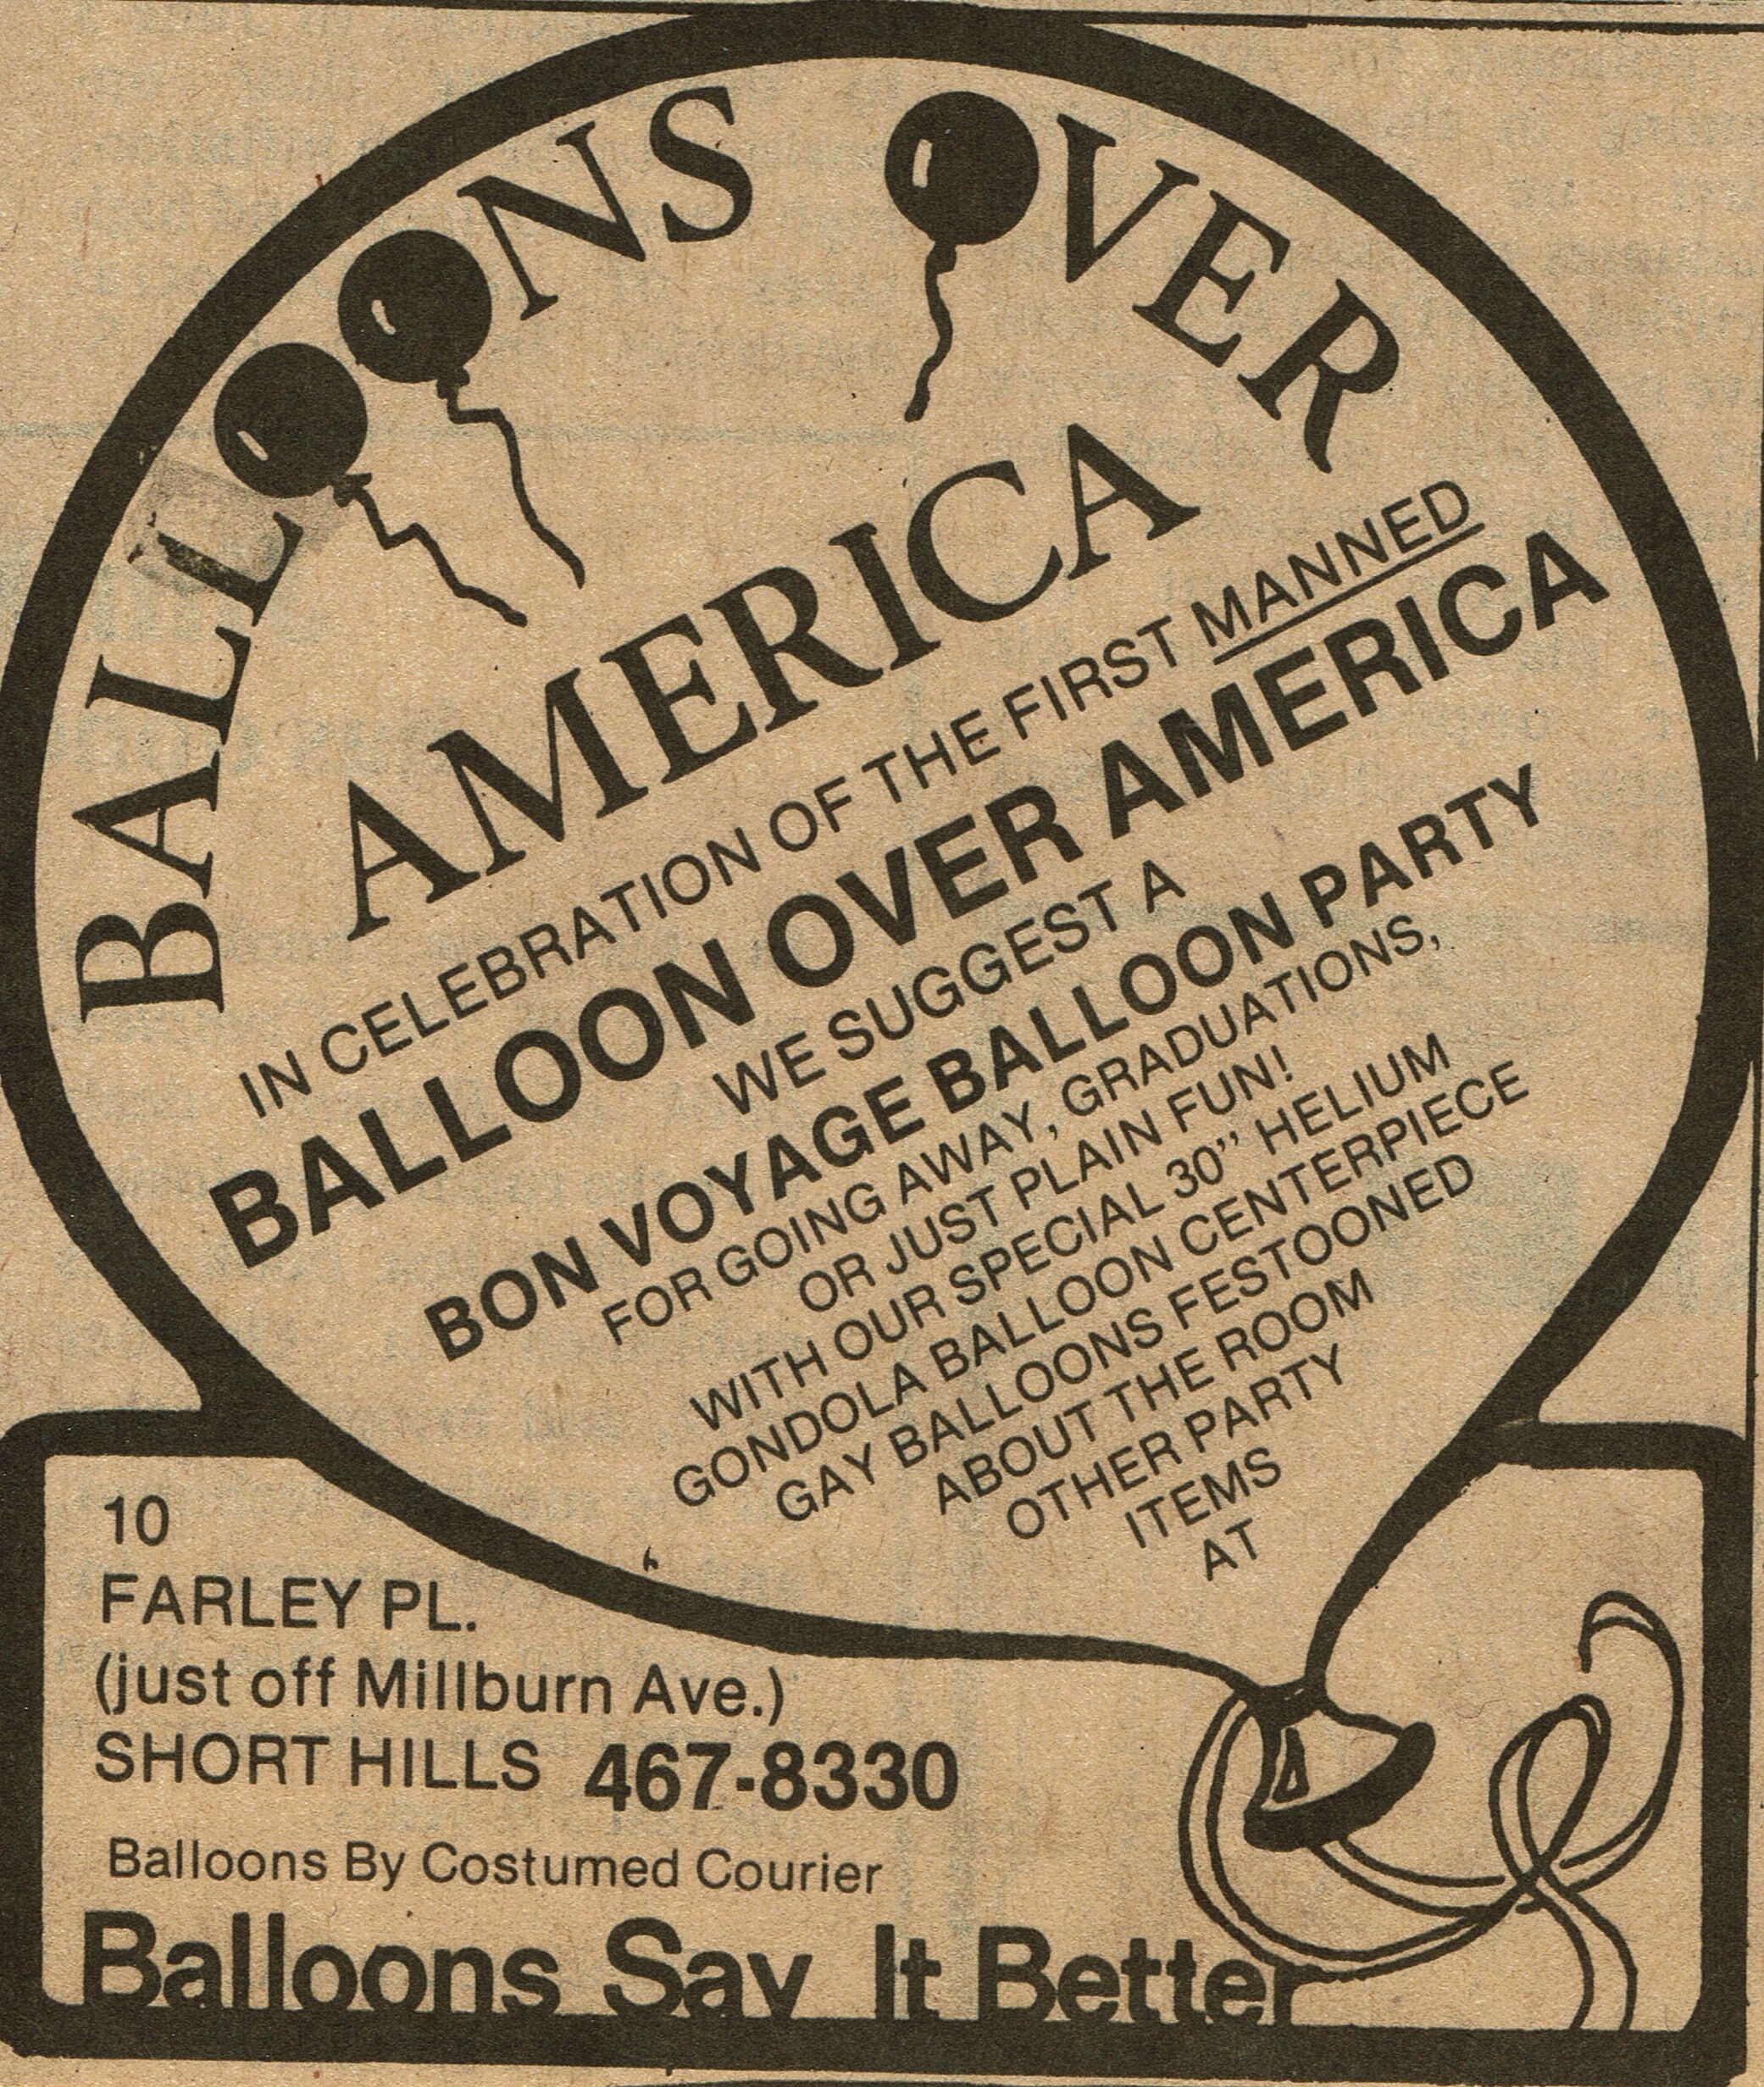 BALLOONS OVER
AMERICA
IN CELEBRATION OF THE FIRST MANNED
BALLOON OVER AMERICA
WE SUGGEST A
BON VOYAGE BALLOON PARTY
FOR GOING AWAY, GRADUATIONS,
OR JUST PLAIN FUN!
WITH OUR SPECIAL 30" HELIUM
GONDOLA BALLOON CENTERPIECE
GAY BALLOONS FESTOONED
ABOUT THE ROOM
OTHER PARTY
ITEMS
AT
10
FARLEY PL.
(just off Millburn Ave.)
SHORT HILLS 467-8330
Balloons By Costumed Courier
Balloons Say It Better